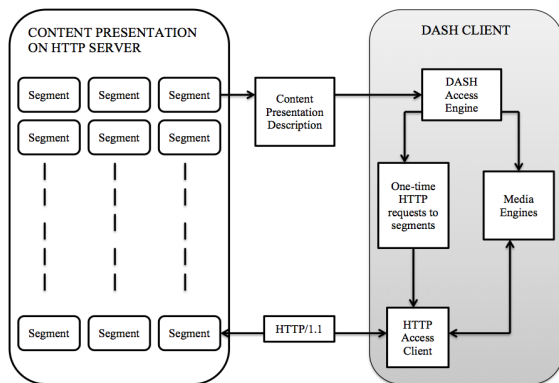 CONTENT PRESENTATION
ON HTTP SERVER
DASH CLIENT
Segment Segment Segment
Content
Presentation
Description
DASH
Access
Engine
Segment Segment Segment
One-time
HTTP
requests to
segments
Media
Engines
Segment Segment Segment
HTTP/1.1
HTTP
Access
Client